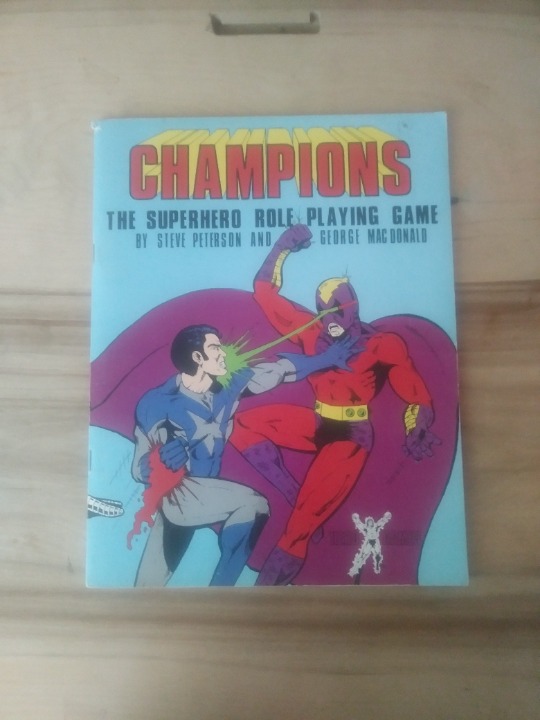 CHAMPIONS
THE SUPERHERO ROLE PLAYING GAME
BY STEVE PETERSON AND GEORGE MACDONALD